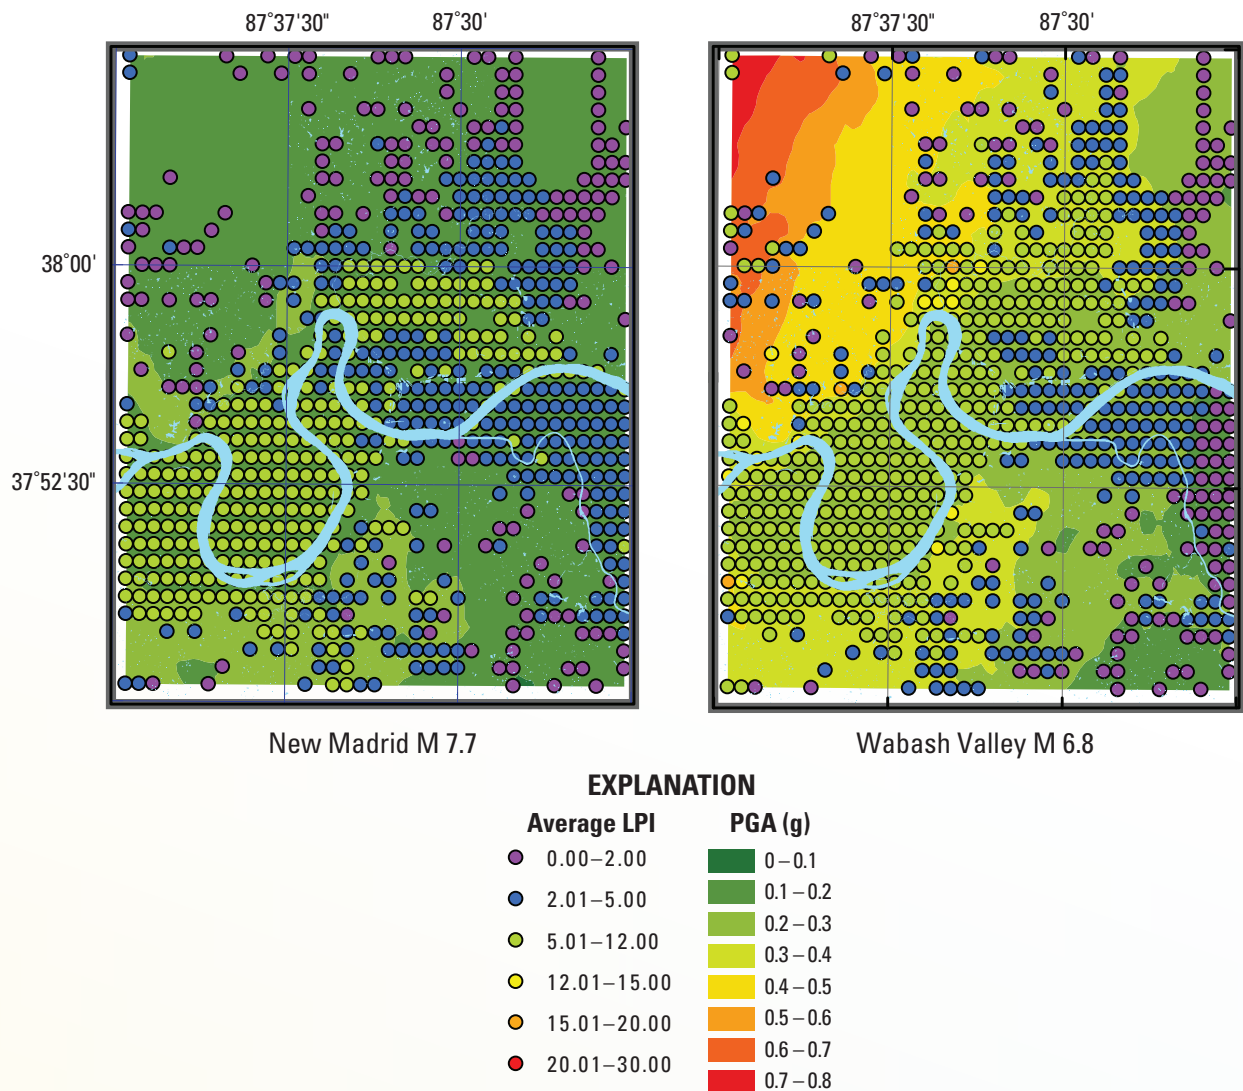 87°37'30" 87°30' 87°37'30" 87°30'
38°00'
37°52'30"
New Madrid M 7.7 Wabash Valley M 6.8
EXPLANATION
Average LPI PGA (g)
0.00–2.00 0–0.1
2.01–5.00 0.1–0.2
5.01–12.00 0.2–0.3
12.01–15.00 0.3–0.4
15.01–20.00 0.4–0.5
20.01–30.00 0.5–0.6
0.6–0.7
0.7–0.8